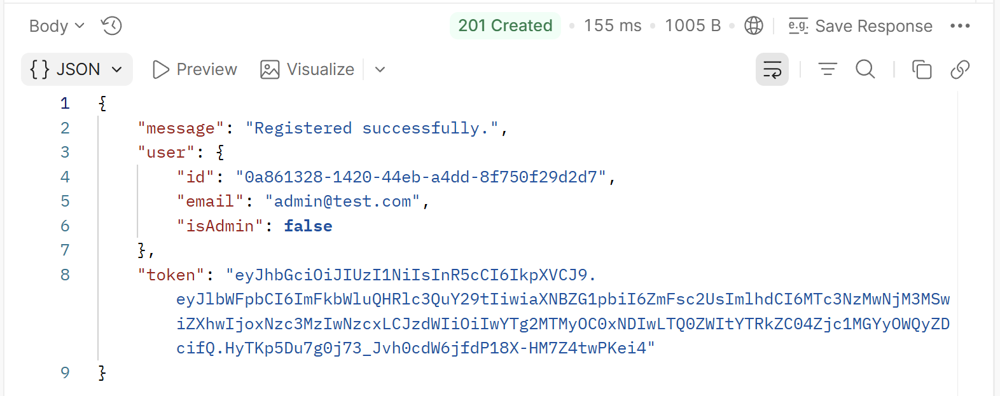 Body 201 Created 155 ms 1005 B e.g. Save Response
{ } JSON Preview Visualize
1 {
2 "message": "Registered successfully.",
3 "user": {
4 "id": "0a861328-1420-44eb-a4dd-8f750f29d2d7",
5 "email": "admin@test.com",
6 "isAdmin": false
7 },
8 "token": "eyJhbGciOiJIUzI1NiIsInR5cCI6IkpXVCJ9.
eyJlbWFpbCI6ImFkbWluQHRlc3QuY29tIiwiaXNBZG1pbiI6ZmFsc2UsImlhdCI6MTc3NzMwNjM3MSw
iZXhwIjoxNzc3MzIwNzcxLCJzdWIiOiIwYTg2MTMyOC0xNDIwLTQ0ZWItYTRkZC04Zjc1MGYyOWQyZD
cifQ.HyTKp5Du7g0j73_Jvh0cdW6jfdP18X-HM7Z4twPKei4"
9 }